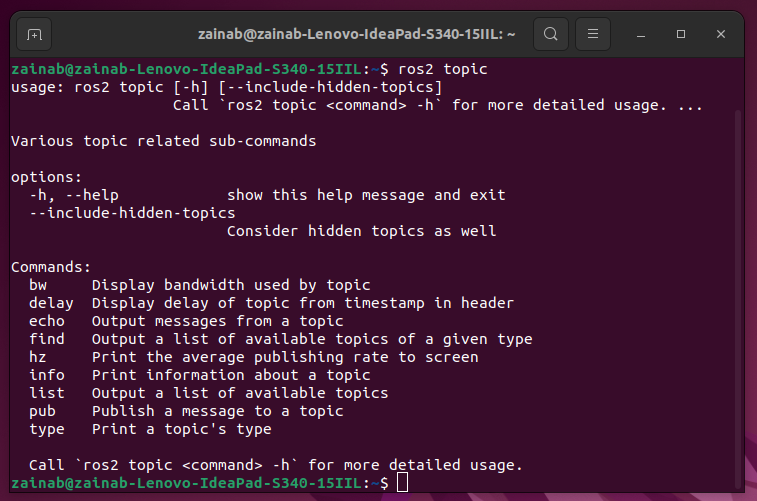 zainab@zainab-Lenovo-IdeaPad-S340-15IIL: ~
zainab@zainab-Lenovo-IdeaPad-S340-15IIL:~$ ros2 topic
usage: ros2 topic [-h] [--include-hidden-topics]
                  Call `ros2 topic <command> -h` for more detailed usage. ...

Various topic related sub-commands

options:
  -h, --help            show this help message and exit
  --include-hidden-topics
                        Consider hidden topics as well

Commands:
  bw     Display bandwidth used by topic
  delay  Display delay of topic from timestamp in header
  echo   Output messages from a topic
  find   Output a list of available topics of a given type
  hz     Print the average publishing rate to screen
  info   Print information about a topic
  list   Output a list of available topics
  pub    Publish a message to a topic
  type   Print a topic's type

  Call `ros2 topic <command> -h` for more detailed usage.
zainab@zainab-Lenovo-IdeaPad-S340-15IIL:~$